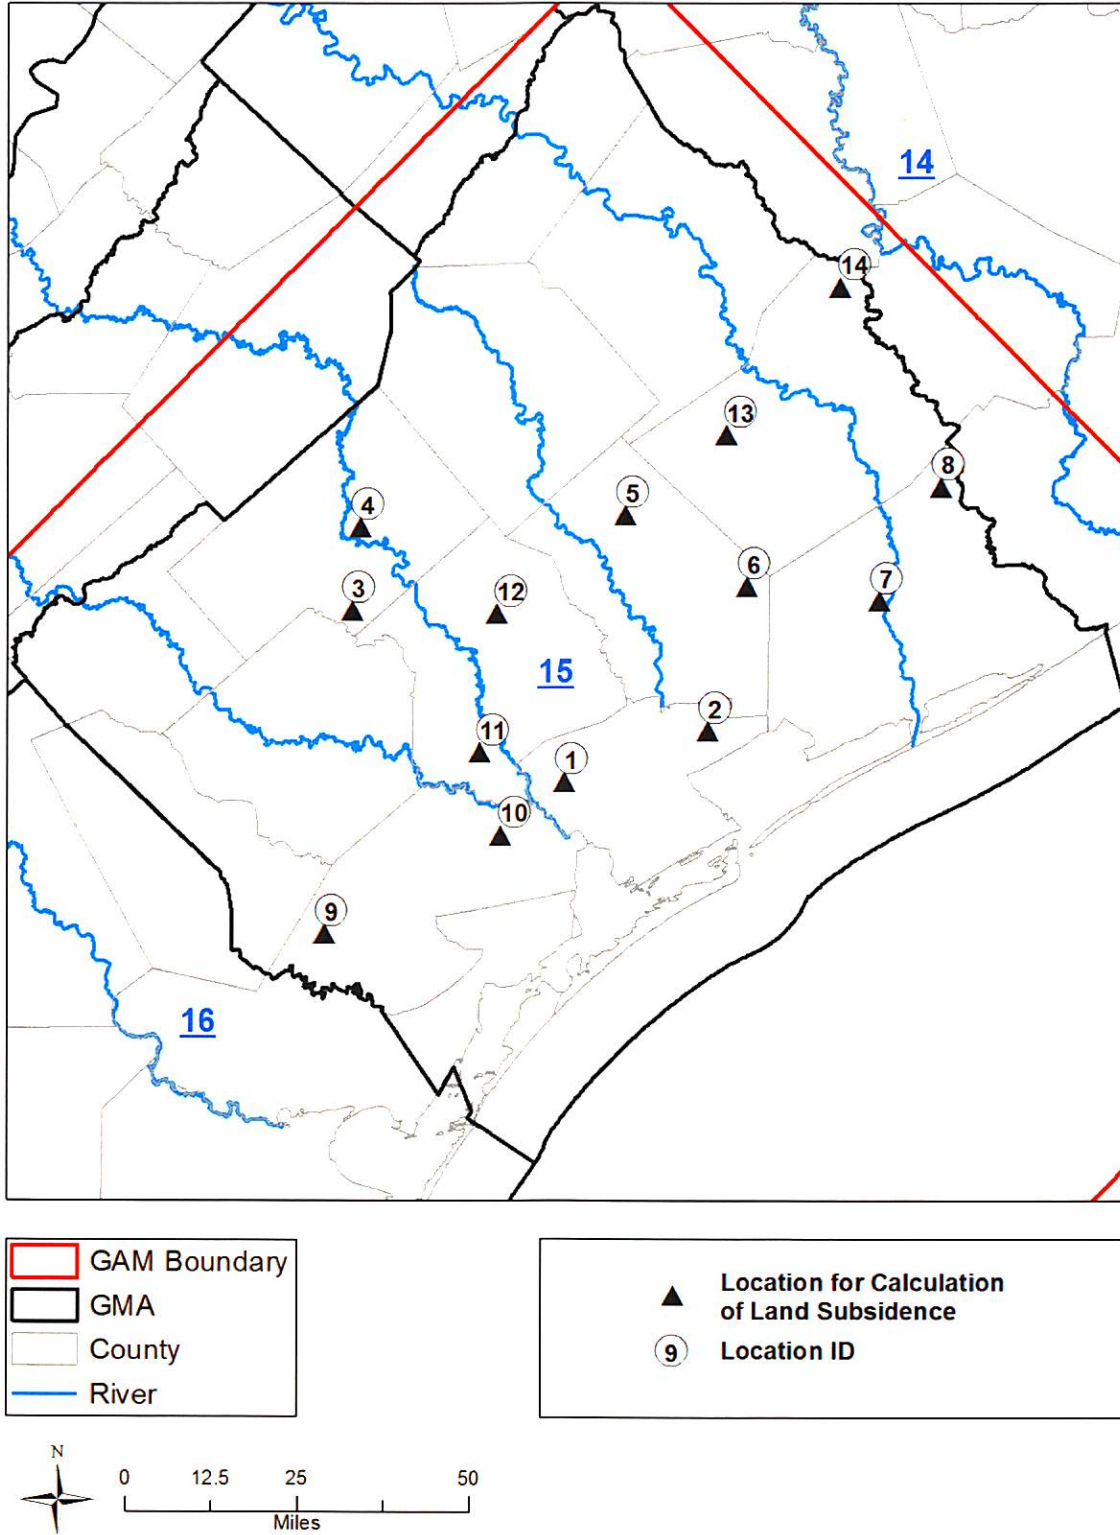 14
14
13
8
5
4
6
7
3
12
15
2
11
1
10
9
16
GAM Boundary
GMA
County
River
Location for Calculation
of Land Subsidence
9 Location ID
N
0 12.5 25 50
Miles